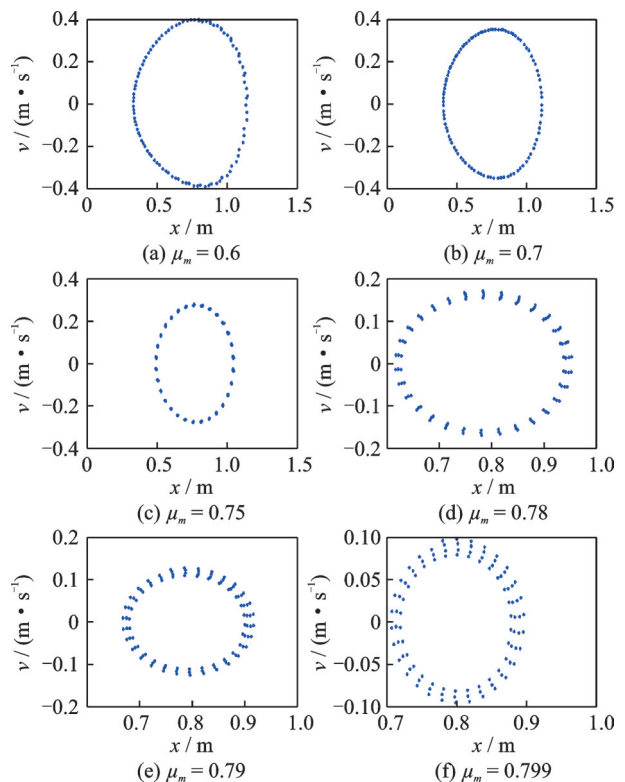 0.4
0.2
0
−0.2
−0.4
v / (m • s⁻¹)
0 0.5 1.0 1.5
x / m
(a) μₘ = 0.6
0.4
0.2
0
−0.2
−0.4
v / (m • s⁻¹)
0 0.5 1.0 1.5
x / m
(b) μₘ = 0.7
0.4
0.2
0
−0.2
−0.4
v / (m • s⁻¹)
0 0.5 1.0 1.5
x / m
(c) μₘ = 0.75
0.2
0.1
0
−0.1
−0.2
v / (m • s⁻¹)
0.7 0.8 0.9 1.0
x / m
(d) μₘ = 0.78
0.2
0.1
0
−0.1
0.2
v / (m • s⁻¹)
0.7 0.8 0.9 1.0
x / m
(e) μₘ = 0.79
0.10
0.05
0
−0.05
−0.10
v / (m • s⁻¹)
0.7 0.8 0.9 1.0
x / m
(f) μₘ = 0.799